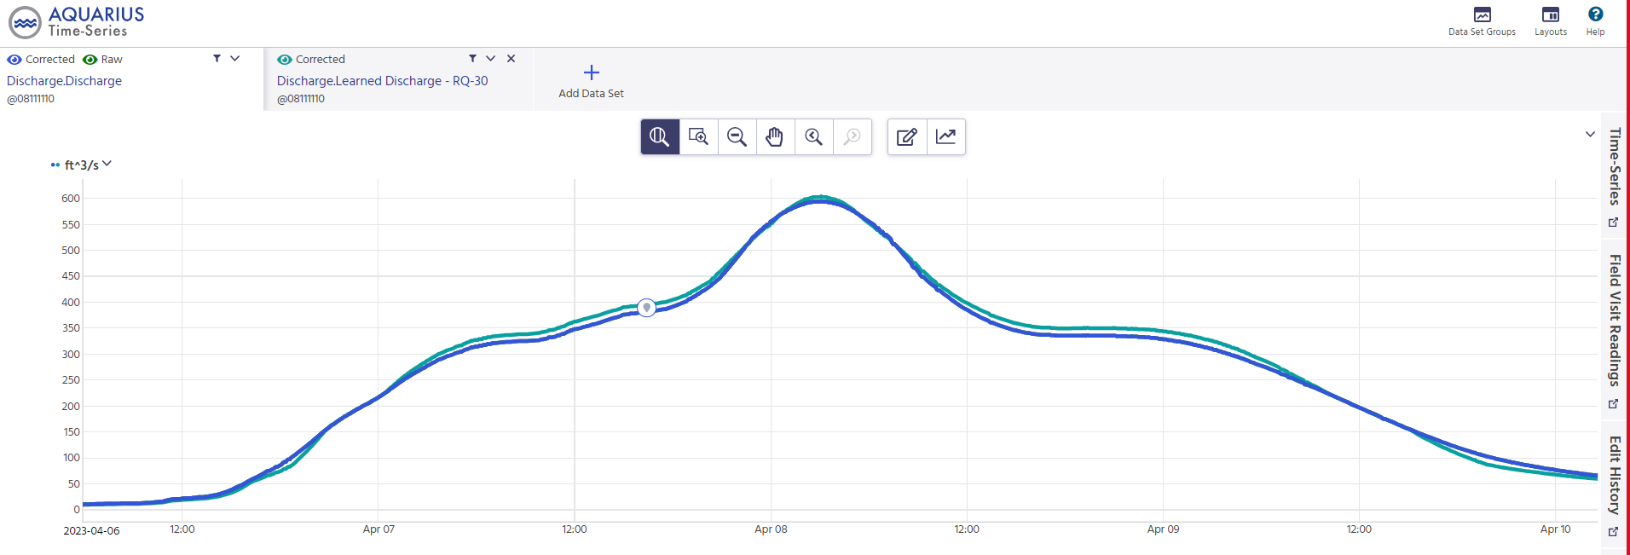 AQUARIUS
Time-Series
Data Set Groups
Layouts
Help
Corrected Raw
Discharge.Discharge
@08111110
Corrected
Discharge.Learned Discharge - RQ-30
@08111110
Add Data Set
ft^3/s
600
550
500
450
400
350
300
250
200
150
100
50
0
2023-04-06 12:00 Apr 07 12:00 Apr 08 12:00 Apr 09 12:00 Apr 10
Time-Series
Field Visit Readings
Edit History